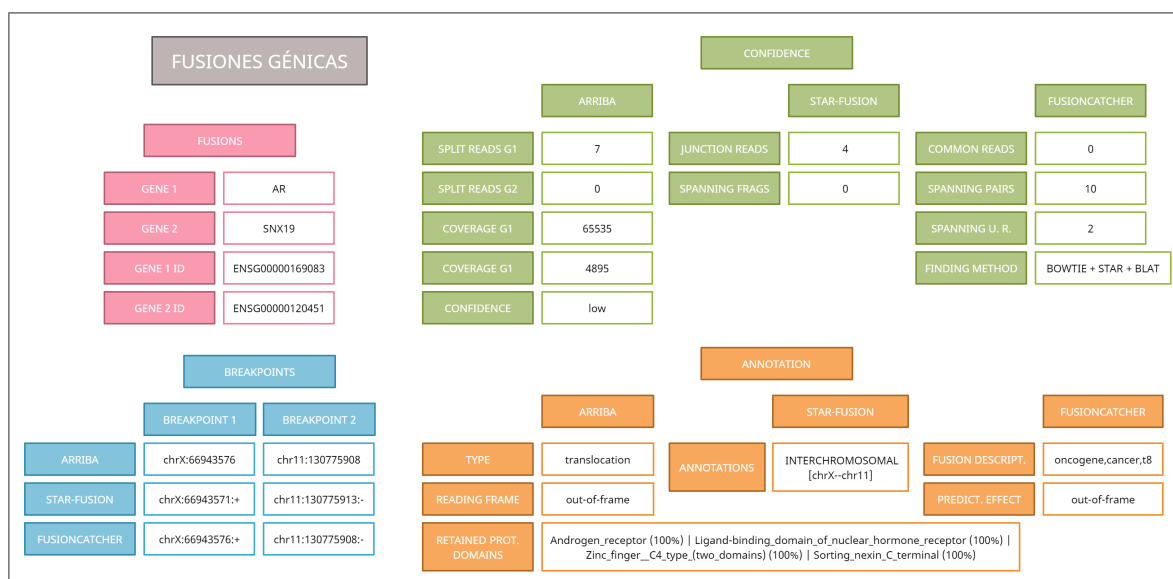 FUSIONES GÉNICAS
FUSIONS
GENE 1 AR
GENE 2 SNX19
GENE 1 ID ENSG00000169083
GENE 2 ID ENSG00000120451
CONFIDENCE
ARRIBA STAR-FUSION FUSIONCATCHER
SPLIT READS G1 7 JUNCTION READS 4 COMMON READS 0
SPLIT READS G2 0 SPANNING FRAGS 0 SPANNING PAIRS 10
COVERAGE G1 65535 SPANNING U. R. 2
COVERAGE G1 4895 FINDING METHOD BOWTIE + STAR + BLAT
CONFIDENCE low
BREAKPOINTS
BREAKPOINT 1 BREAKPOINT 2
ARRIBA chrX:66943576 chr11:130775908
STAR-FUSION chrX:66943571:+ chr11:130775913:-
FUSIONCATCHER chrX:66943576:+ chr11:130775908:-
ANNOTATION
ARRIBA STAR-FUSION FUSIONCATCHER
TYPE translocation ANNOTATIONS INTERCHROMOSOMAL FUSION DESCRIPT. oncogene,cancer,t8
[chrX--chr11]
READING FRAME out-of-frame PREDICT. EFFECT out-of-frame
RETAINED PROT. Androgen_receptor (100%) | Ligand-binding_domain_of_nuclear_hormone_receptor (100%) |
DOMAINS Zinc_finger__C4_type_(two_domains) (100%) | Sorting_nexin_C_terminal (100%)